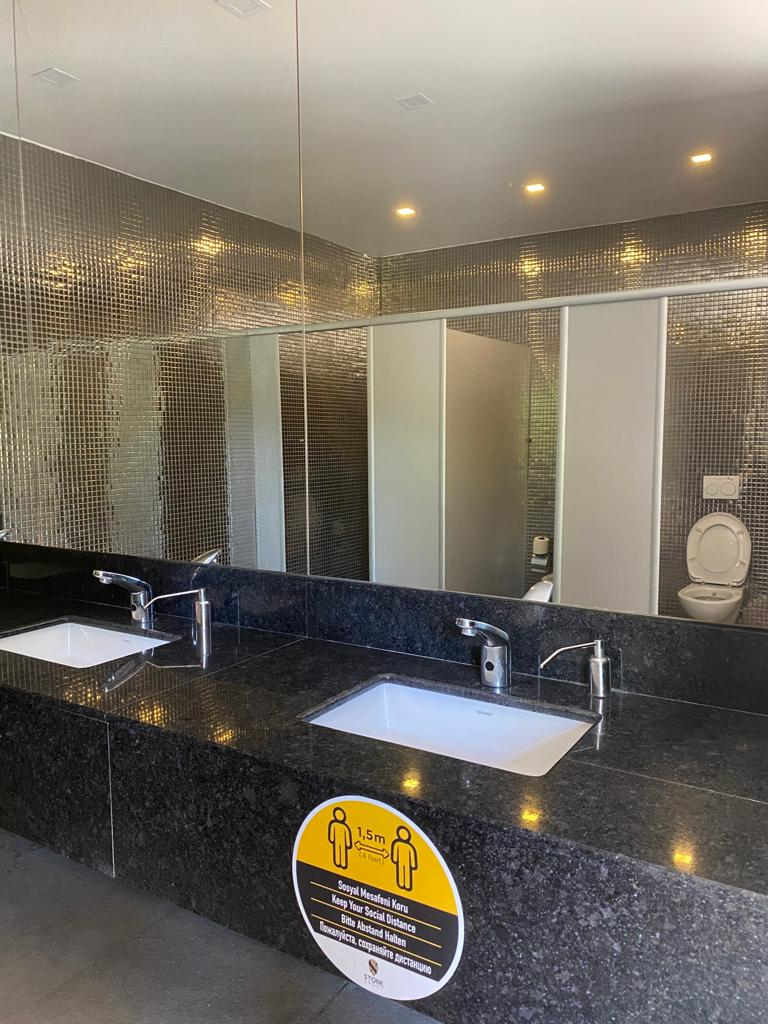 1,5m
(4 feet)
Sosyal Mesafeni Koru
Keep Your Social Distance
Bitte Abstand Halten
Пожалуйста, сохраняйте дистанцию
STONE